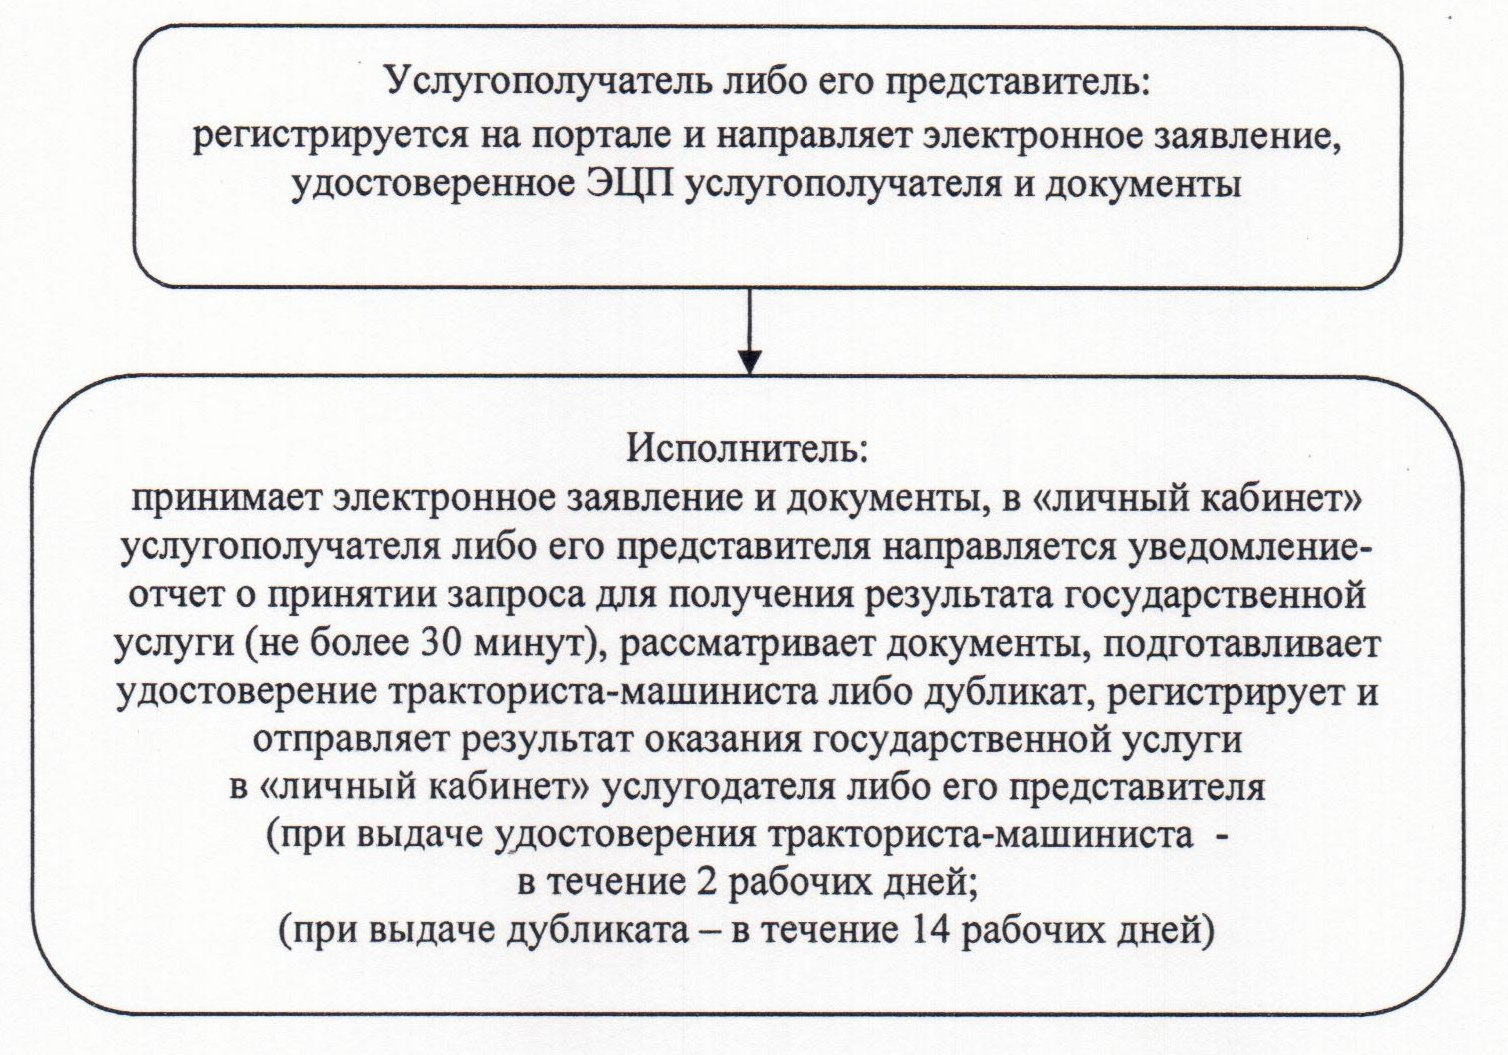 Услугополучатель либо его представитель:
регистрируется на портале и направляет электронное заявление,
удостоверенное ЭЦП услугополучателя и документы
Исполнитель:
принимает электронное заявление и документы, в «личный кабинет»
услугополучателя либо его представителя направляется уведомление-
отчет о принятии запроса для получения результата государственной
услуги (не более 30 минут), рассматривает документы, подготавливает
удостоверение тракториста-машиниста либо дубликат, регистрирует и
отправляет результат оказания государственной услуги
в «личный кабинет» услугодателя либо его представителя
(при выдаче удостоверения тракториста-машиниста -
в течение 2 рабочих дней;
(при выдаче дубликата – в течение 14 рабочих дней)